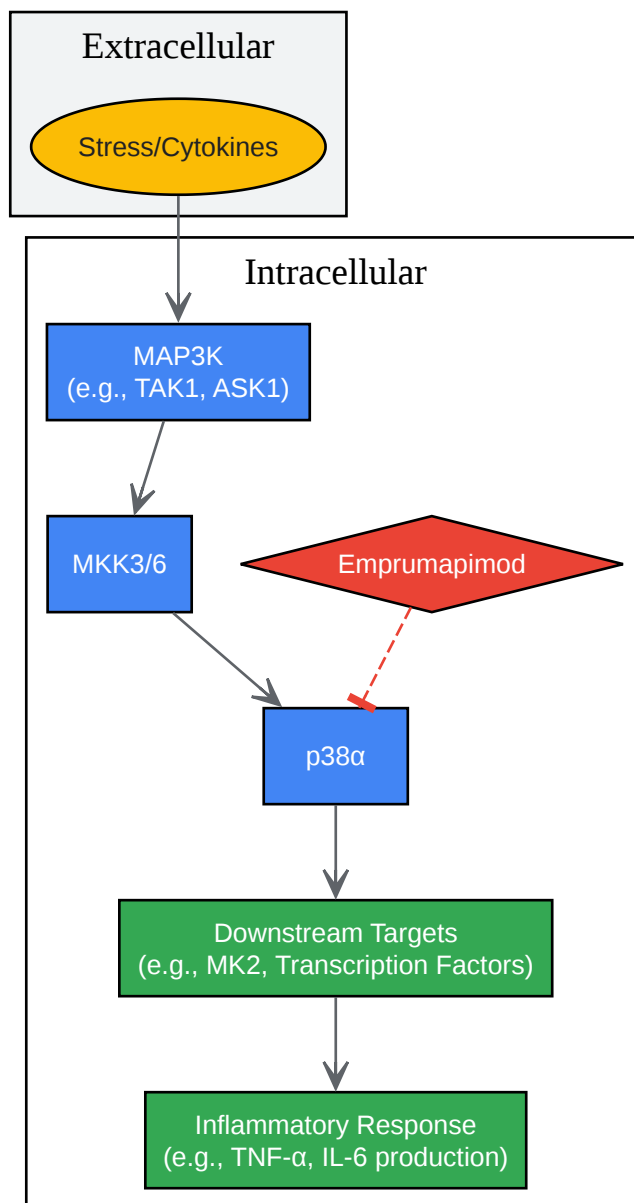 Extracellular
Stress/Cytokines
Intracellular
MAP3K
(e.g., TAK1, ASK1)
MKK3/6
Emprumapimod
p38α
Downstream Targets
(e.g., MK2, Transcription Factors)
Inflammatory Response
(e.g., TNF-α, IL-6 production)